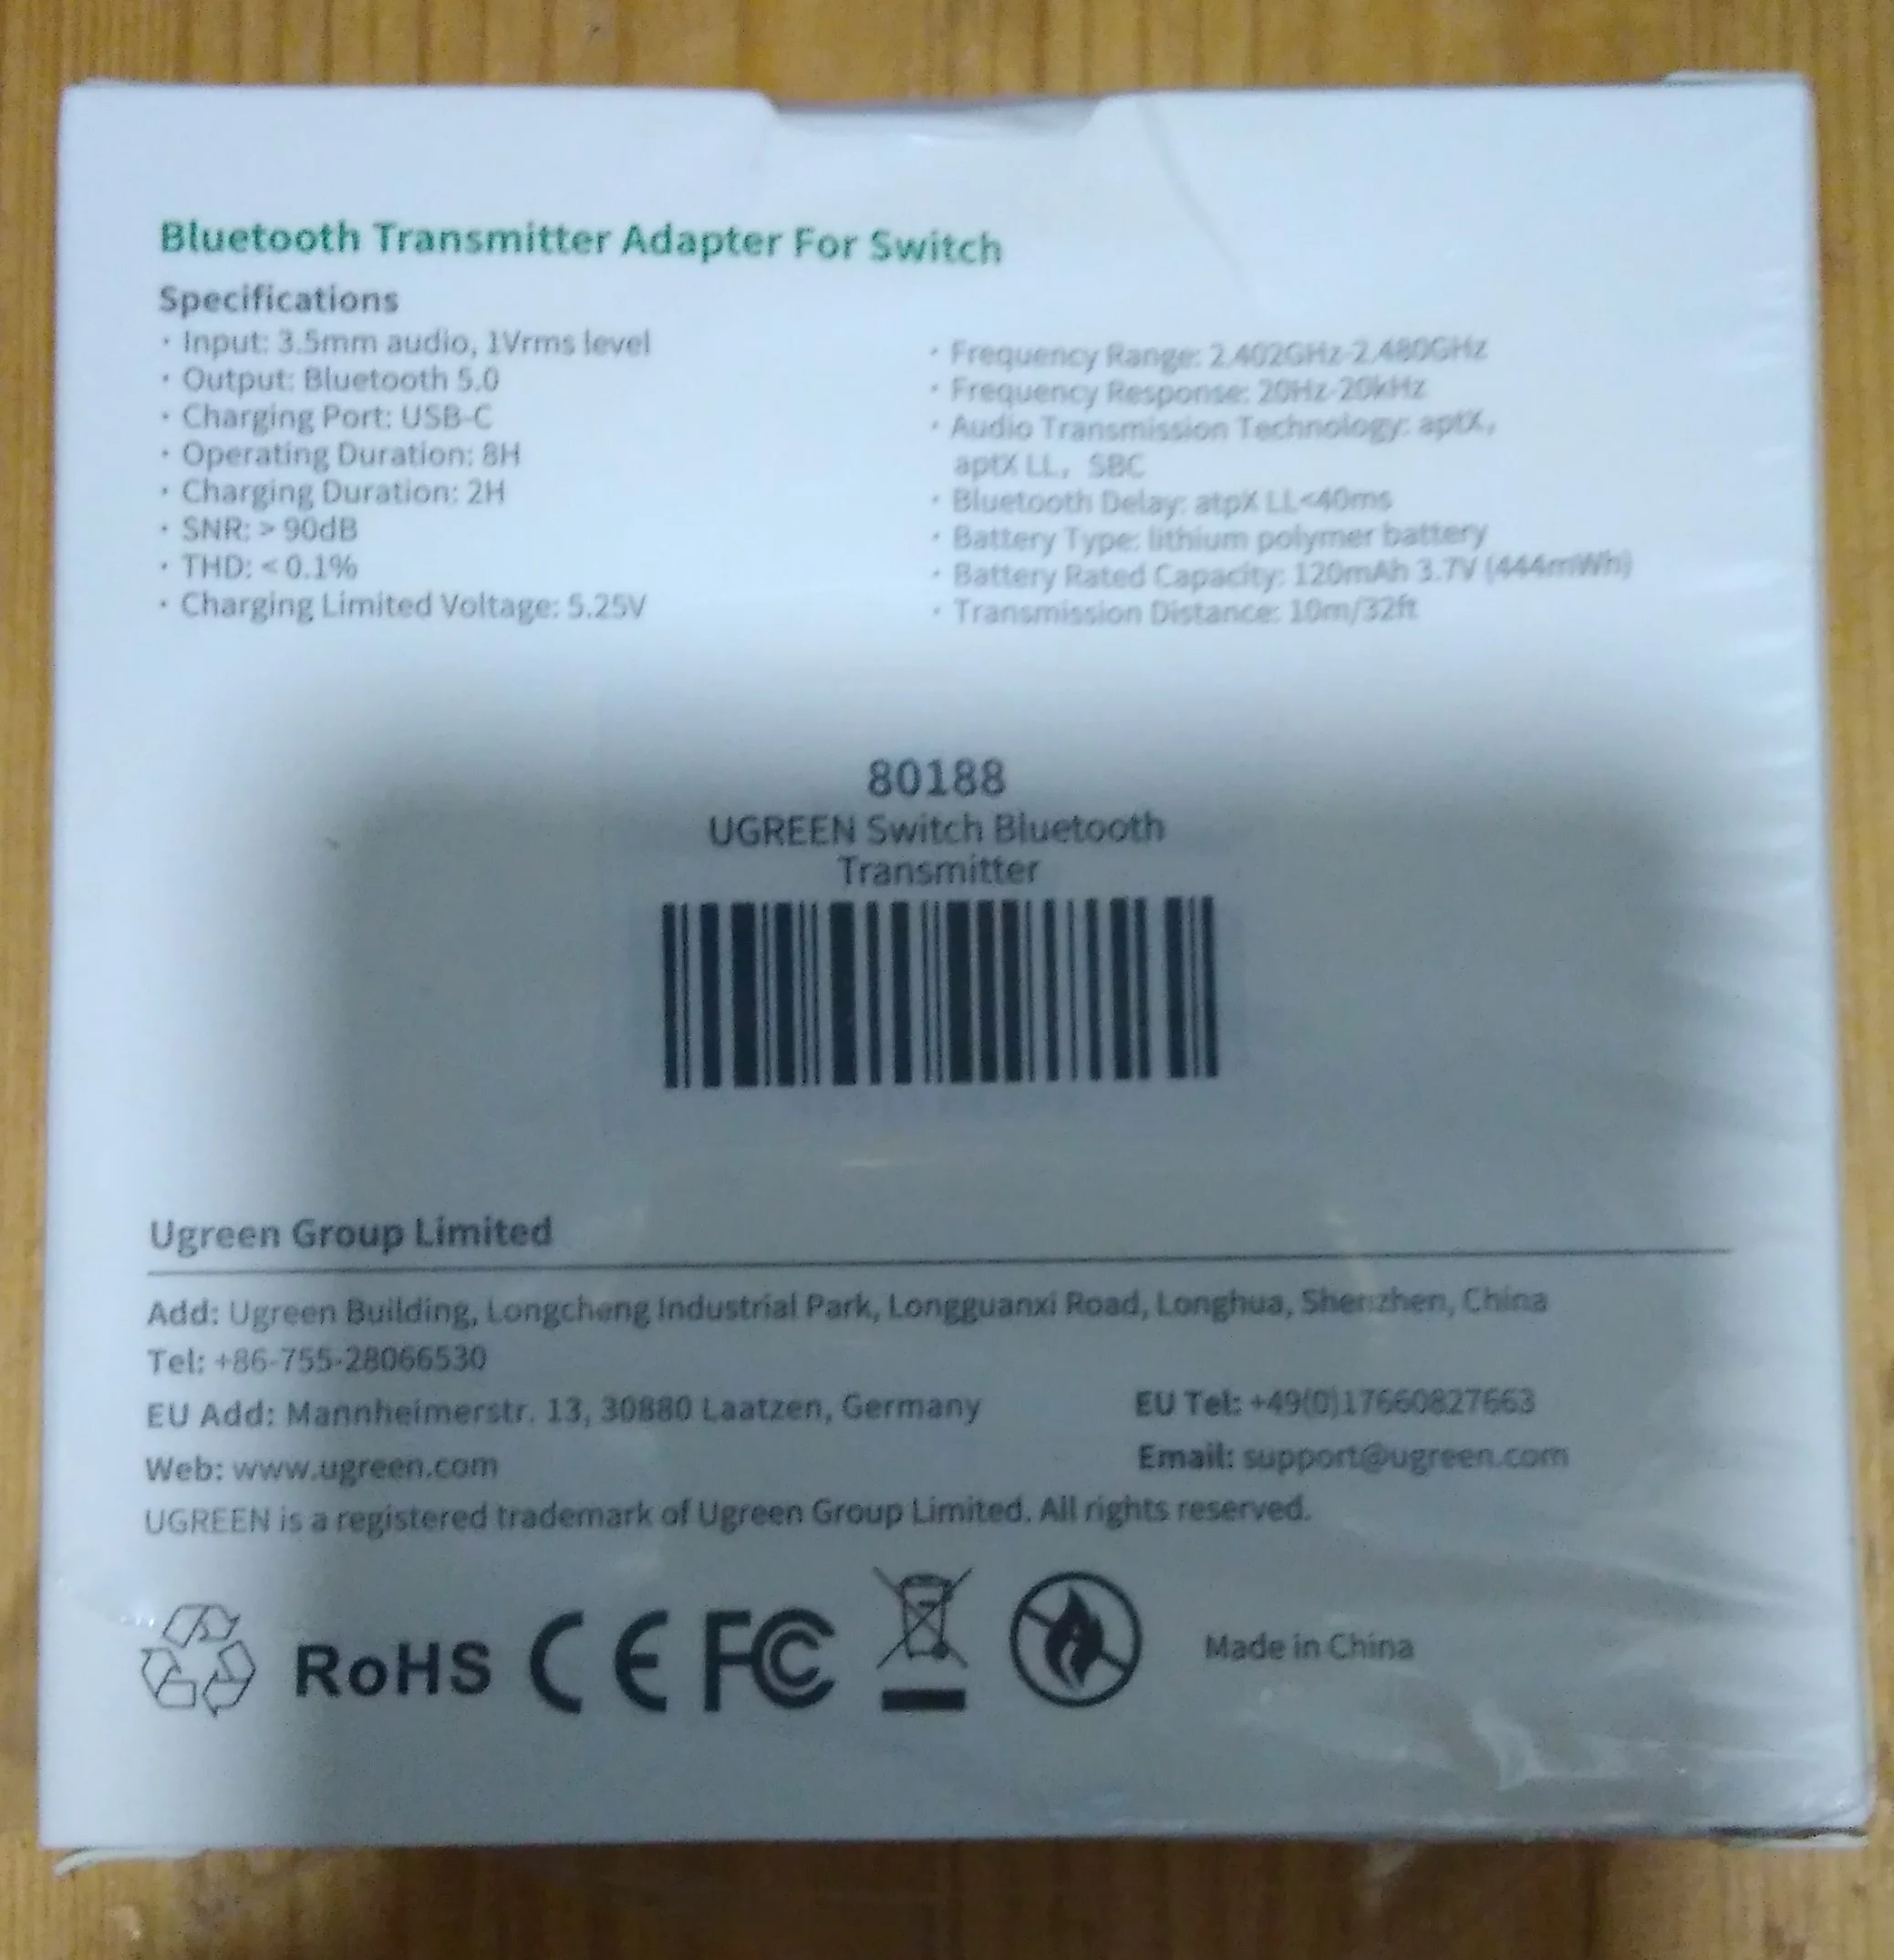 Bluetooth Transmitter Adapter For Switch
Specifications
· Input: 3.5mm audio, 1Vrms level
· Output: Bluetooth 5.0
· Charging Port: USB-C
· Operating Duration: 8H
· Charging Duration: 2H
· SNR: > 90dB
· THD: < 0.1%
· Charging Limited Voltage: 5.25V
· Frequency Range: 2.402GHz-2.480GHz
· Frequency Response: 20Hz-20kHz
· Audio Transmission Technology: aptX,
aptX LL, SBC
· Bluetooth Delay: atpX LL<40ms
· Battery Type: lithium polymer battery
· Battery Rated Capacity: 120mAh 3.7V (444mWh)
· Transmission Distance: 10m/32ft
80188
UGREEN Switch Bluetooth
Transmitter
Ugreen Group Limited
Add: Ugreen Building, Longcheng Industrial Park, Longguanxi Road, Longhua, Shenzhen, China
Tel: +86-755-28066530
EU Add: Mannheimerstr. 13, 30880 Laatzen, Germany
EU Tel: +49(0)17660827663
Web: www.ugreen.com
Email: support@ugreen.com
UGREEN is a registered trademark of Ugreen Group Limited. All rights reserved.
RoHS CE FC
Made in China